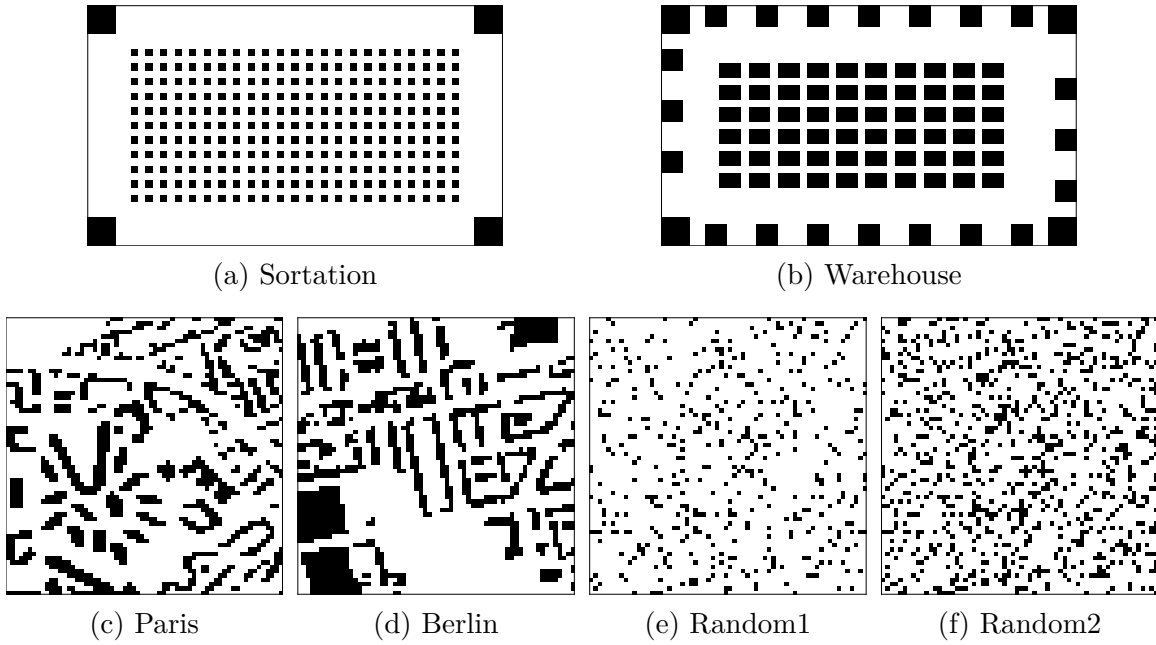 (a) Sortation
(b) Warehouse
(c) Paris
(d) Berlin
(e) Random1
(f) Random2